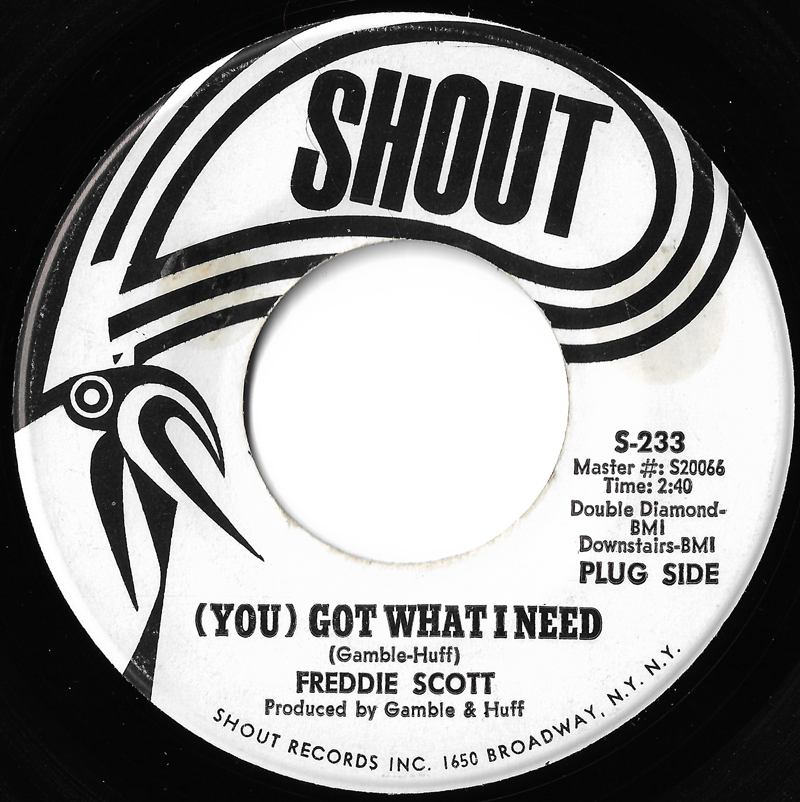 SHOUT
S-233
Master #: S20066
Time: 2:40
Double Diamond-
BMI
Downstairs-BMI
PLUG SIDE
(YOU) GOT WHAT I NEED
(Gamble-Huff)
FREDDIE SCOTT
Produced by Gamble & Huff
SHOUT RECORDS INC. 1650 BROADWAY, N.Y. N.Y.